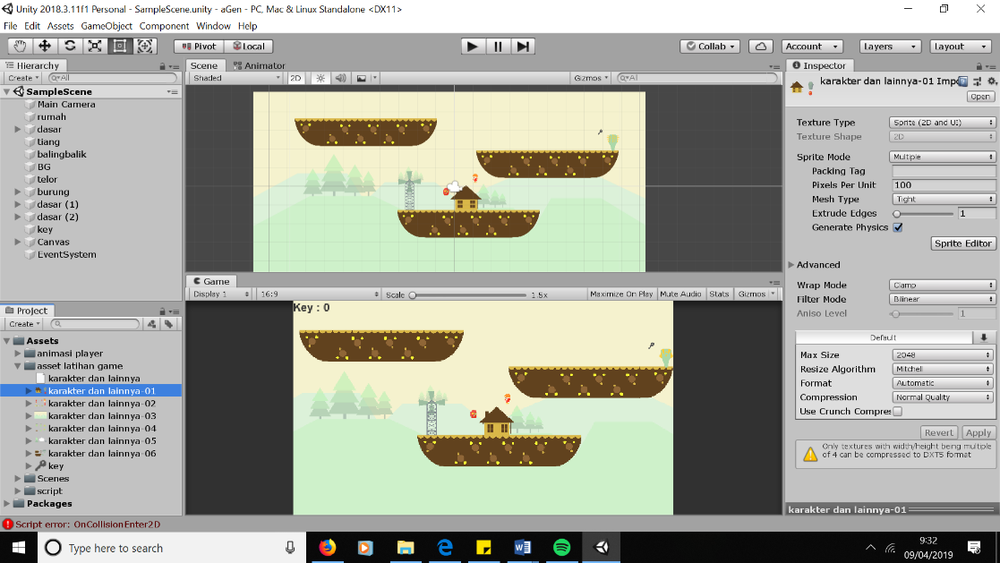 Unity 2018.3.11f1 Personal - SampleScene.unity - aGen - PC, Mac & Linux Standalone <DX11>
File Edit Assets GameObject Component Window Help
Pivot Local Collab Account Layers Layout
Hierarchy
Create All
SampleScene
Main Camera
rumah
dasar
tiang
balingbalik
BG
telor
burung
dasar (1)
dasar (2)
key
Canvas
EventSystem
Scene Animator
Shaded 2D Gizmos All
Game
Display 1 16:9 Scale 1.5x Maximize On Play Mute Audio Stats Gizmos
Key : 0
Project
Create
Assets
animasi player
asset latihan game
karakter dan lainnya
karakter dan lainnya-01
karakter dan lainnya-02
karakter dan lainnya-03
karakter dan lainnya-04
karakter dan lainnya-05
karakter dan lainnya-06
key
Scenes
script
Packages
Inspector
karakter dan lainnya-01 Impo
Open
Texture Type Sprite (2D and UI)
Texture Shape 2D
Sprite Mode Multiple
Packing Tag
Pixels Per Unit 100
Mesh Type Tight
Extrude Edges 1
Generate Physics
Sprite Editor
Advanced
Wrap Mode Clamp
Filter Mode Bilinear
Aniso Level 1
Default
Max Size 2048
Resize Algorithm Mitchell
Format Automatic
Compression Normal Quality
Use Crunch Compres
Revert Apply
Only textures with width/height being multiple
of 4 can be compressed to DXT5 format
karakter dan lainnya-01
Script error: OnCollisionEnter2D
Type here to search
9:32
09/04/2019